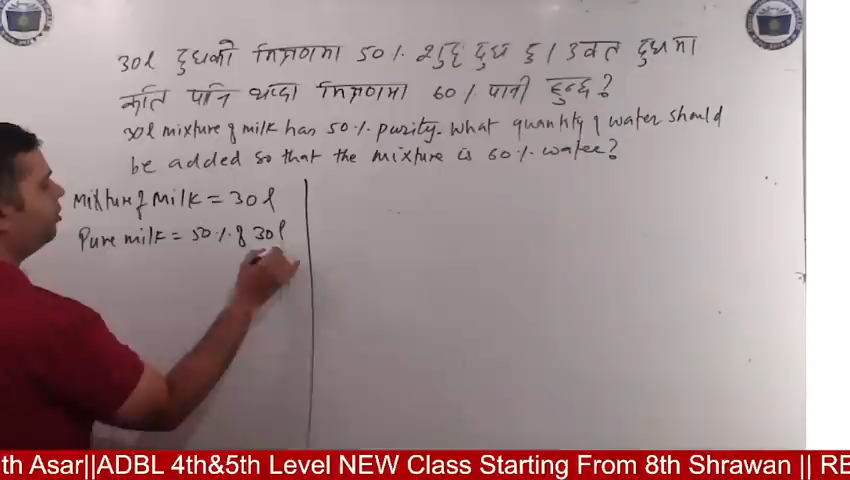 30l दुधको मिश्रणमा 50% शुद्ध दुध छ। उक्त दुधमा
कति पानि थप्दा मिश्रणमा 60% पानी हुन्छ?
30l mixture of milk has 50% purity. What quantity of water should
be added so that the mixture is 60% water?
Mixture of Milk = 30l
Pure milk = 50% of 30l
th Asar||ADBL 4th&5th Level NEW Class Starting From 8th Shrawan || RE